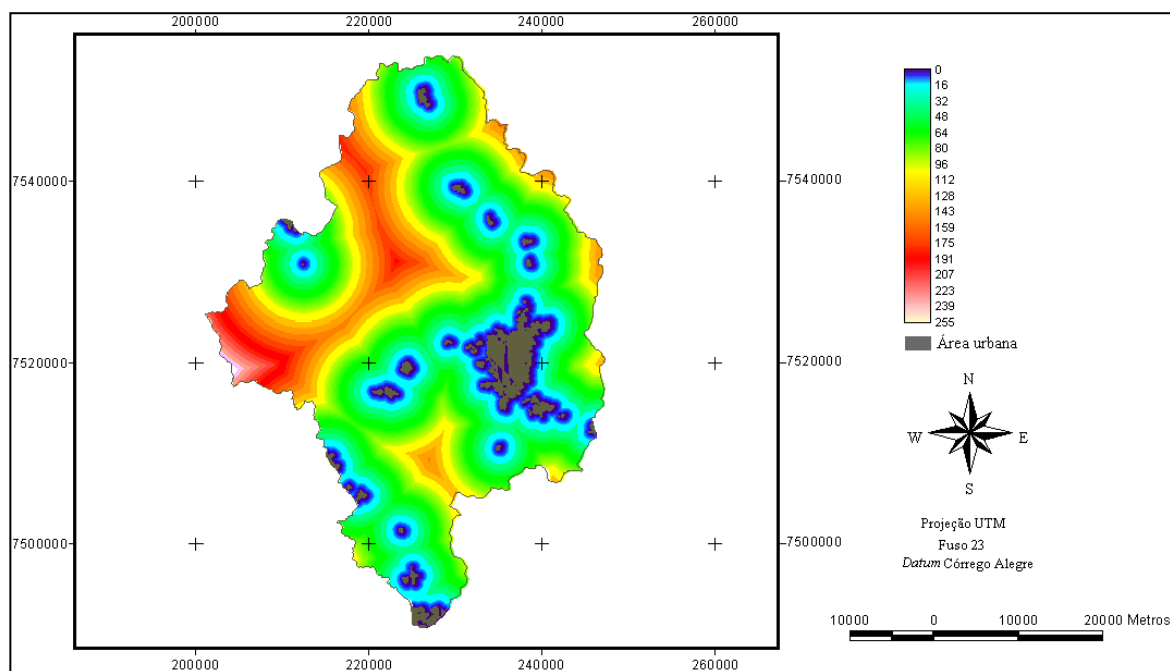 200000 220000 240000 260000
7540000 7540000
7520000 7520000
7500000 7500000
200000 220000 240000 260000
0
16
32
48
64
80
96
112
128
143
159
175
191
207
223
239
255
Área urbana
N
W E
S
Projeção UTM
Fuso 23
Datum Córrego Alegre
10000 0 10000 20000 Metros